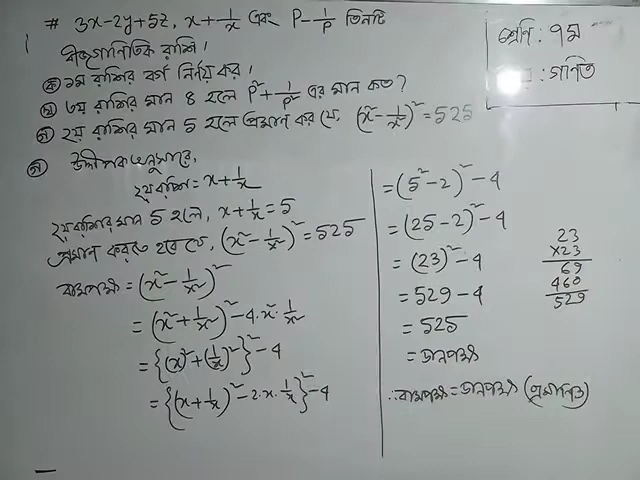 # 3x-2y+5z, x+1/x এবং P-1/P তিনটি
বীজগাণিতিক রাশি।
ক ১ম রাশির বর্গ নির্ণয় কর।
খ ৩য় রাশির মান 4 হলে P²+1/P² এর মান কত?
গ ২য় রাশির মান 5 হলে প্রমাণ কর যে, (x²-1/x²)²=525
শ্রেণি: ৭ম
: গণিত
গ উদ্দীপক অনুসারে,
২য় রাশি = x+1/x
২য় রাশির মান 5 হলে, x+1/x=5
প্রমাণ করতে হবে যে, (x²-1/x²)²=525
বামপক্ষ = (x²-1/x²)²
= (x²+1/x²)²-4·x²·1/x²
= {(x)²+(1/x)²}²-4
= {(x+1/x)²-2·x·1/x}²-4
= (5²-2)²-4
= (25-2)²-4
= (23)²-4
= 529-4
= 525
= ডানপক্ষ
∴ বামপক্ষ = ডানপক্ষ (প্রমাণিত)
23
×23
69
460
529